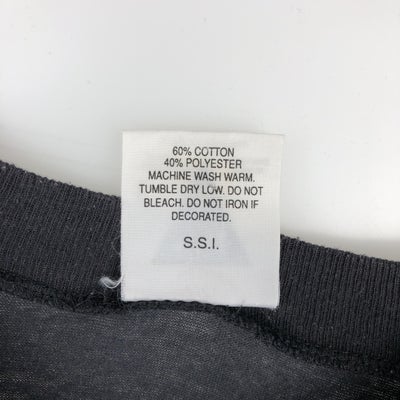 60% COTTON
40% POLYESTER
MACHINE WASH WARM.
TUMBLE DRY LOW. DO NOT
BLEACH. DO NOT IRON IF
DECORATED.
S.S.I.